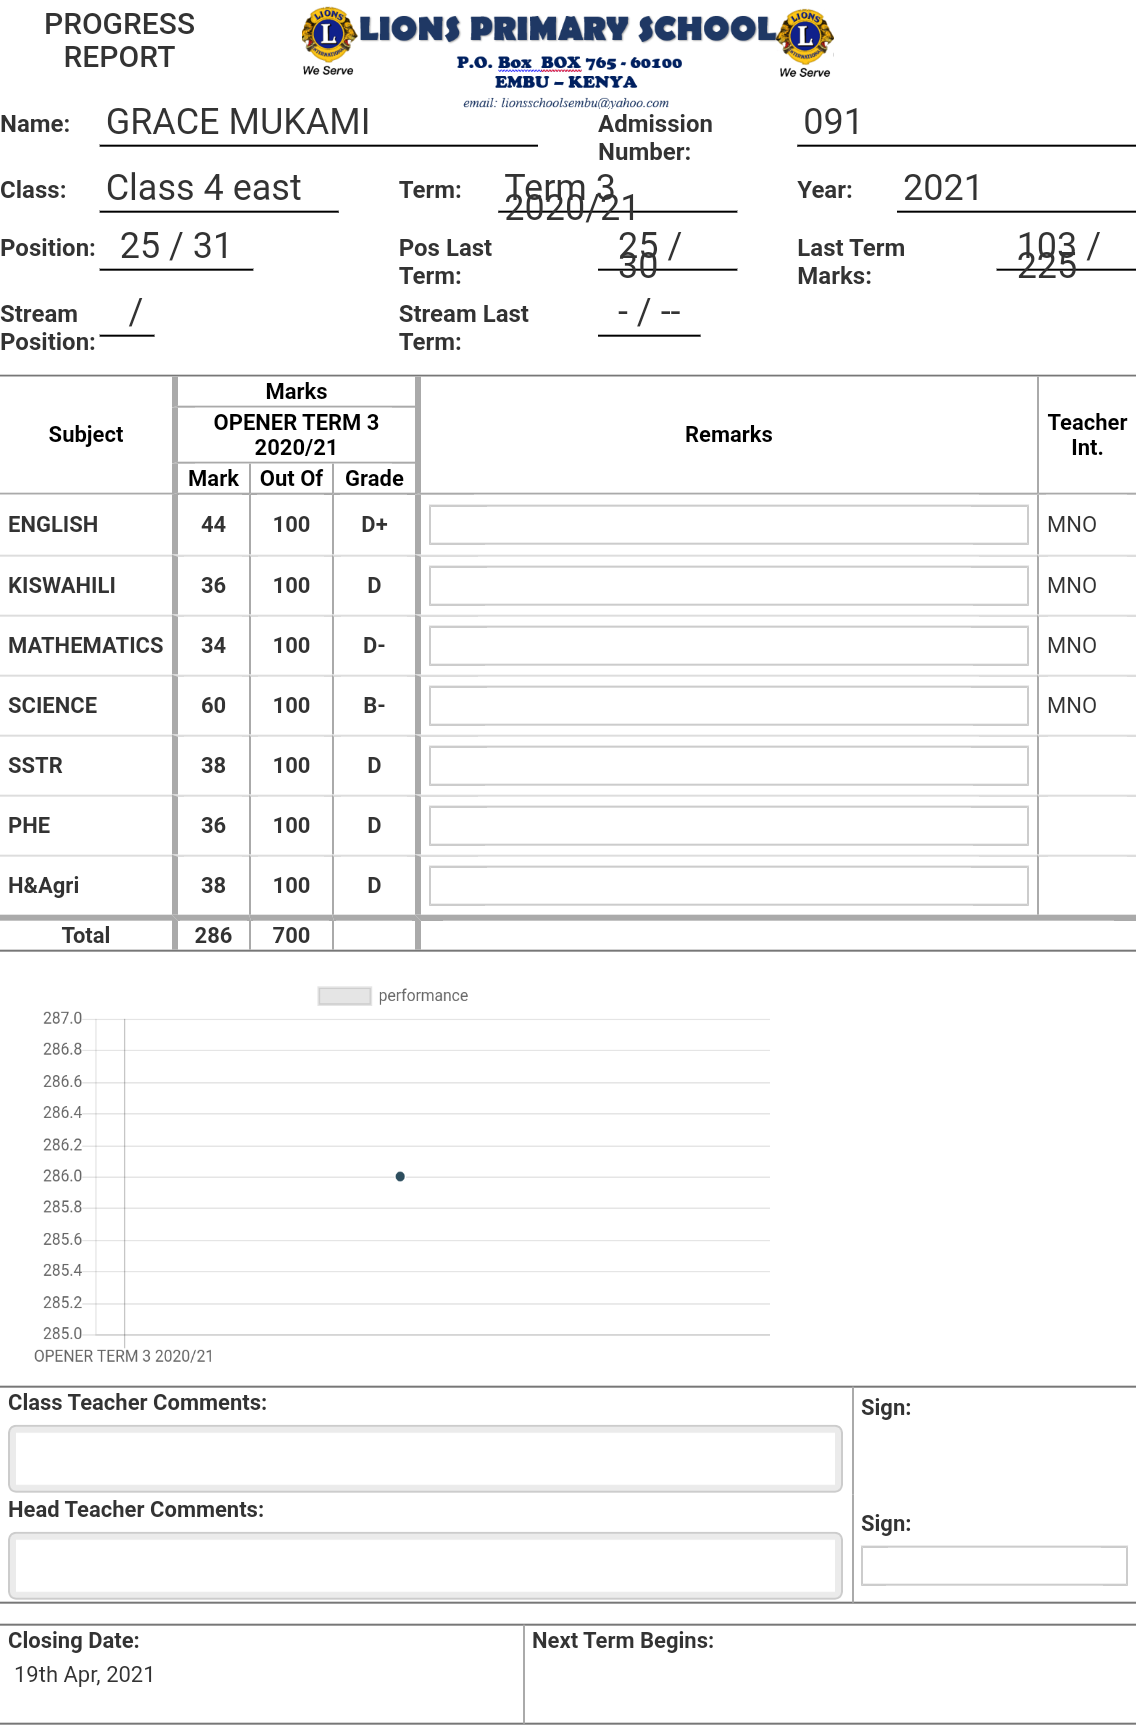 PROGRESS
REPORT
LIONS PRIMARY SCHOOL
We Serve
We Serve
P.O. Box BOX 765 - 60100
EMBU – KENYA
email: lionsschoolsembu@yahoo.com
Name: GRACE MUKAMI Admission Number: 091
Class: Class 4 east Term: Term 3 2020/21 Year: 2021
Position: 25 / 31 Pos Last Term: 25 / 30 Last Term Marks: 103 / 225
Stream Position: / Stream Last Term: - / --
Subject Marks Remarks Teacher Int.
OPENER TERM 3
2020/21
Mark Out Of Grade
ENGLISH 44 100 D+ MNO
KISWAHILI 36 100 D MNO
MATHEMATICS 34 100 D- MNO
SCIENCE 60 100 B- MNO
SSTR 38 100 D
PHE 36 100 D
H&Agri 38 100 D
Total 286 700
performance
287.0
286.8
286.6
286.4
286.2
286.0
285.8
285.6
285.4
285.2
285.0
OPENER TERM 3 2020/21
Class Teacher Comments: Sign:
Head Teacher Comments: Sign:
Closing Date: Next Term Begins:
19th Apr, 2021